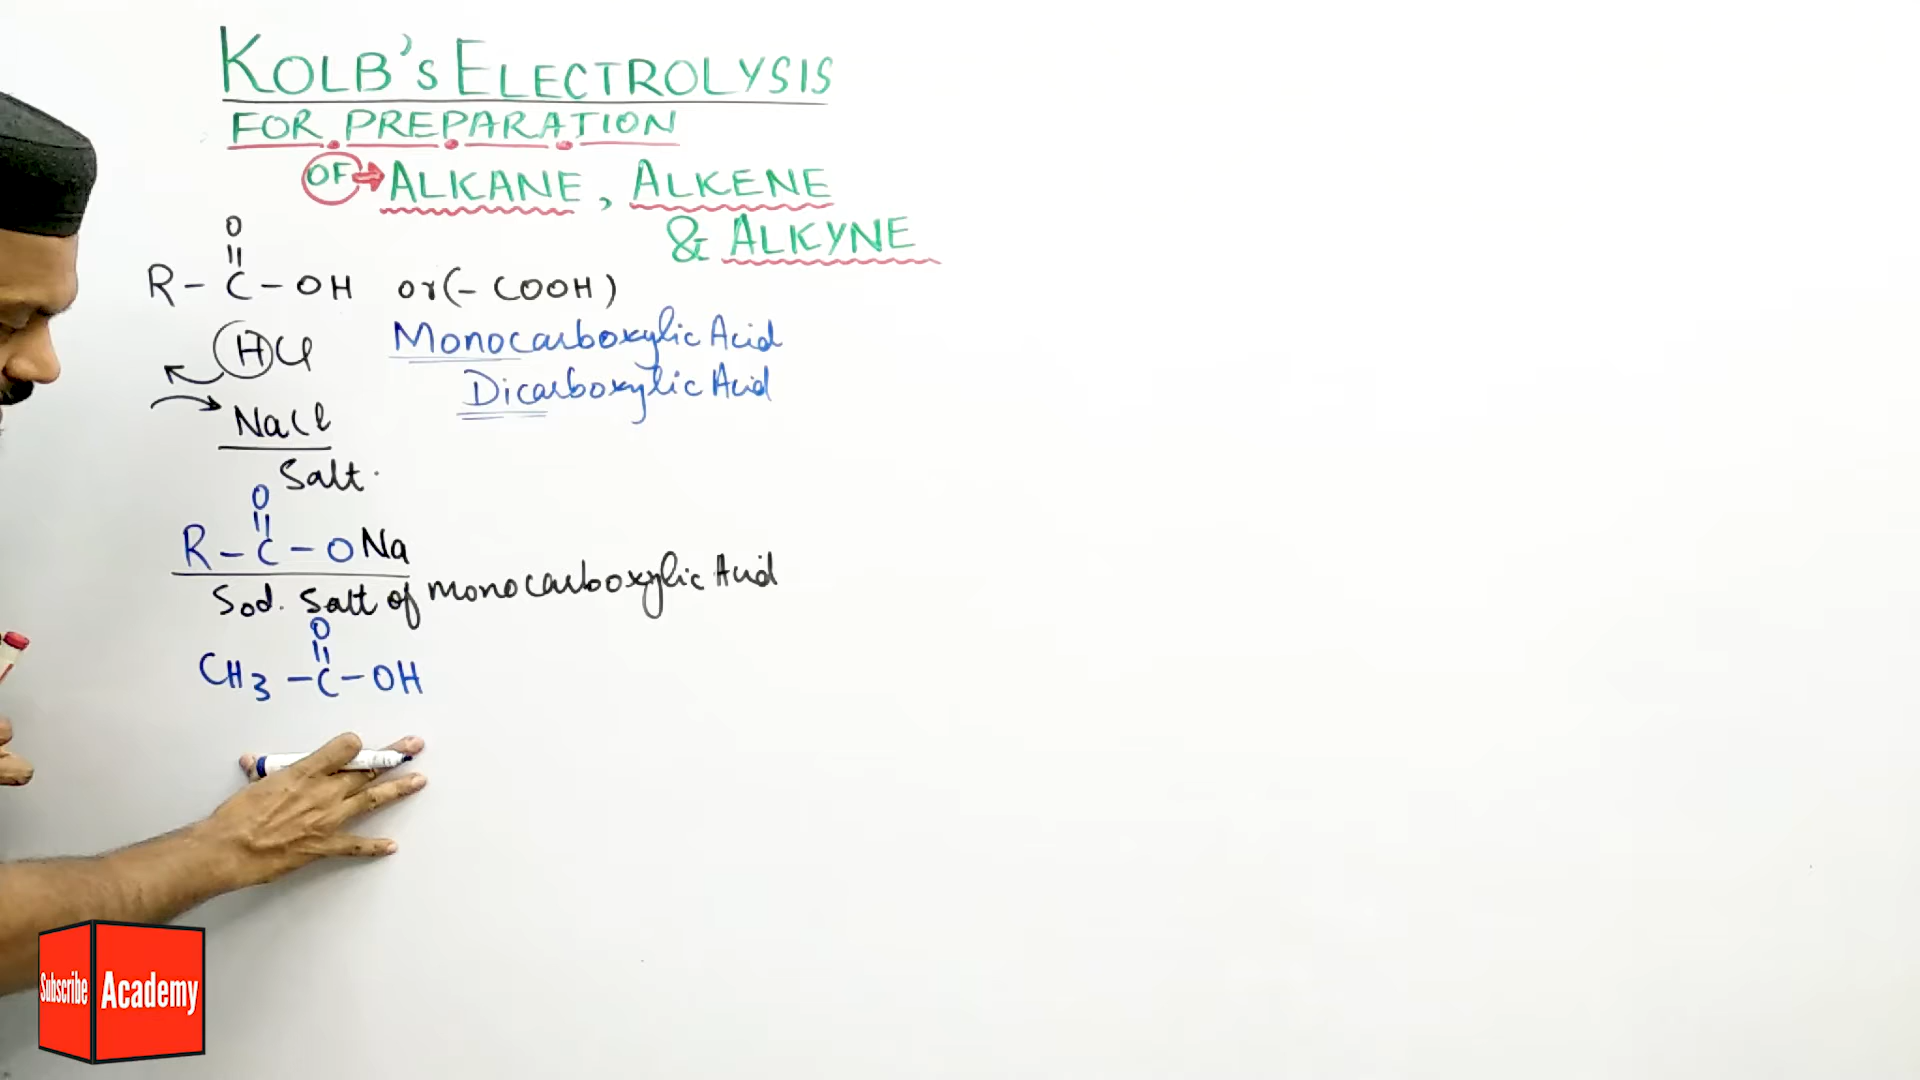 KOLB'S ELECTROLYSIS
FOR PREPARATION
OF → ALKANE, ALKENE
& ALKYNE
O
||
R - C - OH or (- COOH)
HCl Monocarboxylic Acid
Dicarboxylic Acid
NaCl
Salt.
O
||
R - C - O Na
Sod. Salt of monocarboxylic Acid
O
||
CH3 - C - OH
Subscribe Academy